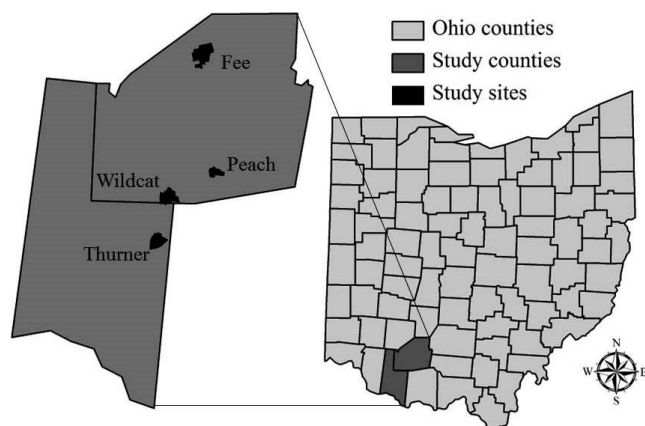 Ohio counties
Study counties
Study sites
Fee
Peach
Wildcat
Thurner
N
W E
S